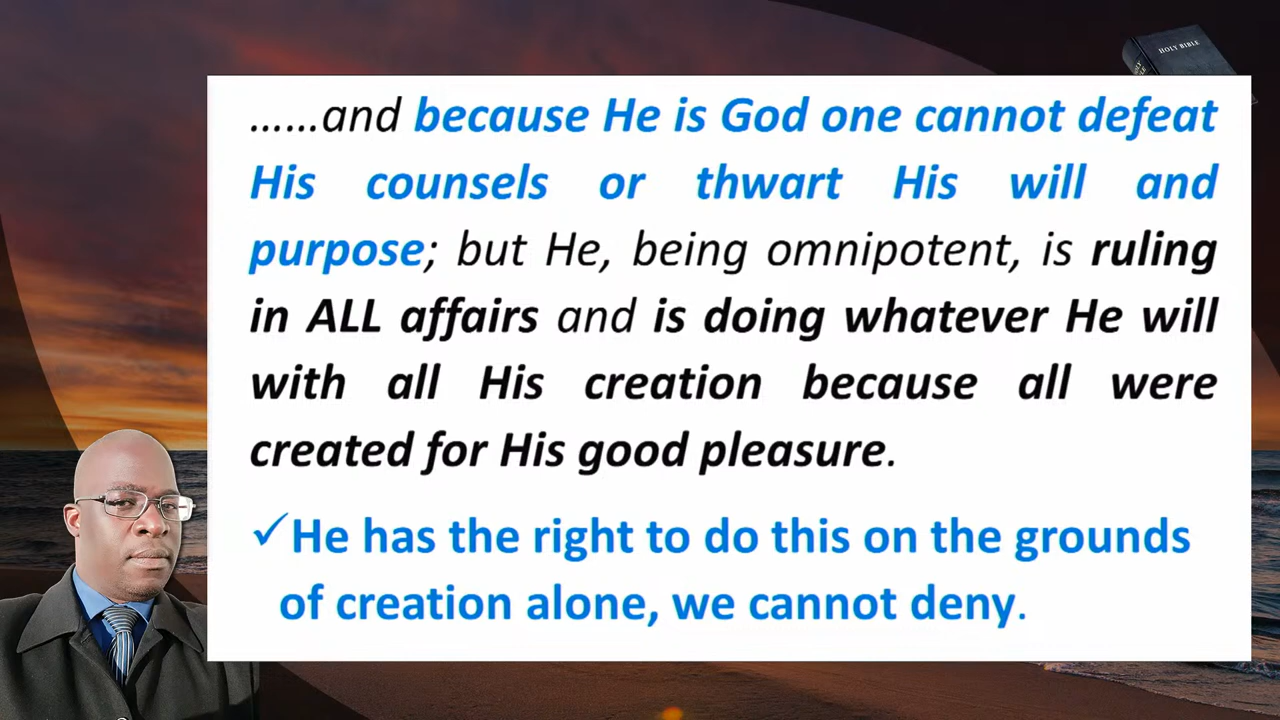 HOLY BIBLE
......and because He is God one cannot defeat
His counsels or thwart His will and
purpose; but He, being omnipotent, is ruling
in ALL affairs and is doing whatever He will
with all His creation because all were
created for His good pleasure.
✓He has the right to do this on the grounds
of creation alone, we cannot deny.